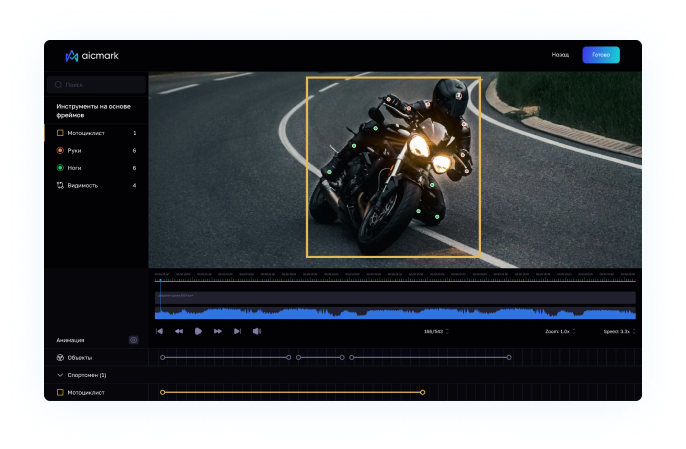 aicmark
Назад
Готово
Поиск
Инструменты на основе
фреймов
Мотоциклист 1
Руки 6
Ноги 6
Видимость 4
Анимация
166/543
Zoom: 1.0x
Speed: 3.3x
Объекты
Спортсмен (1)
Мотоциклист